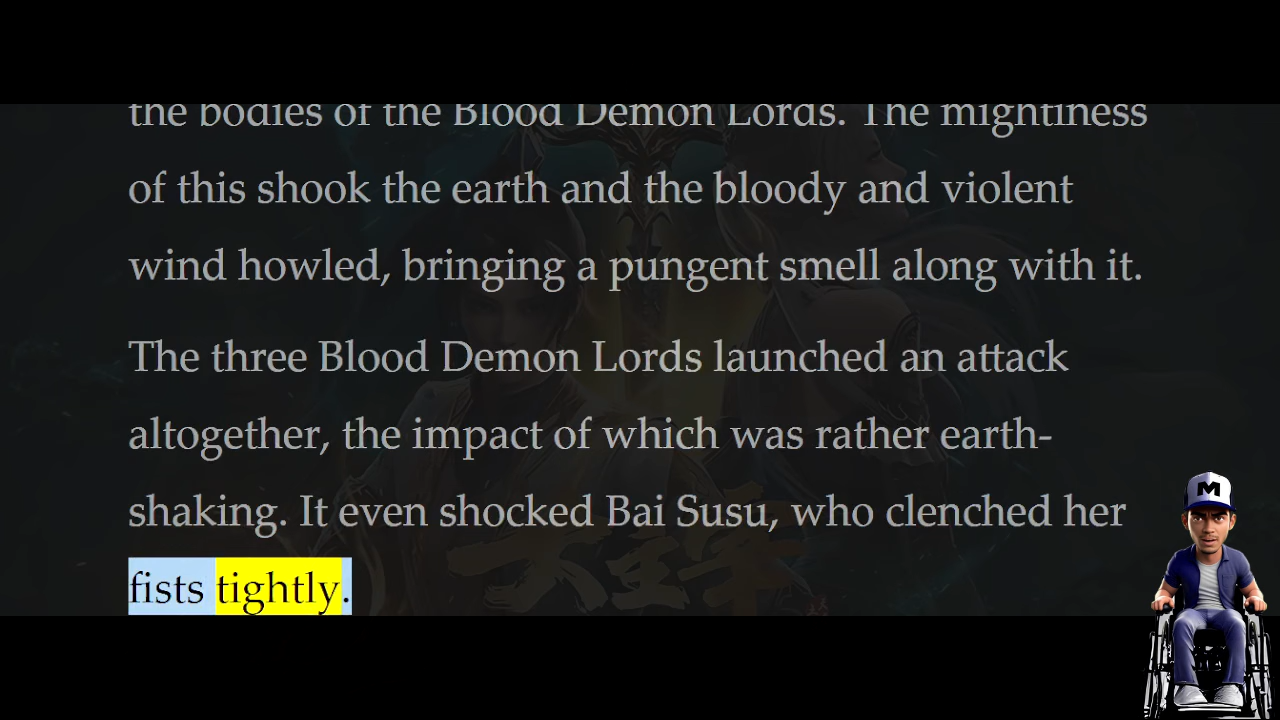 the bodies of the Blood Demon Lords. The mightiness
of this shook the earth and the bloody and violent
wind howled, bringing a pungent smell along with it.
The three Blood Demon Lords launched an attack
altogether, the impact of which was rather earth-
shaking. It even shocked Bai Susu, who clenched her
fists tightly.
M